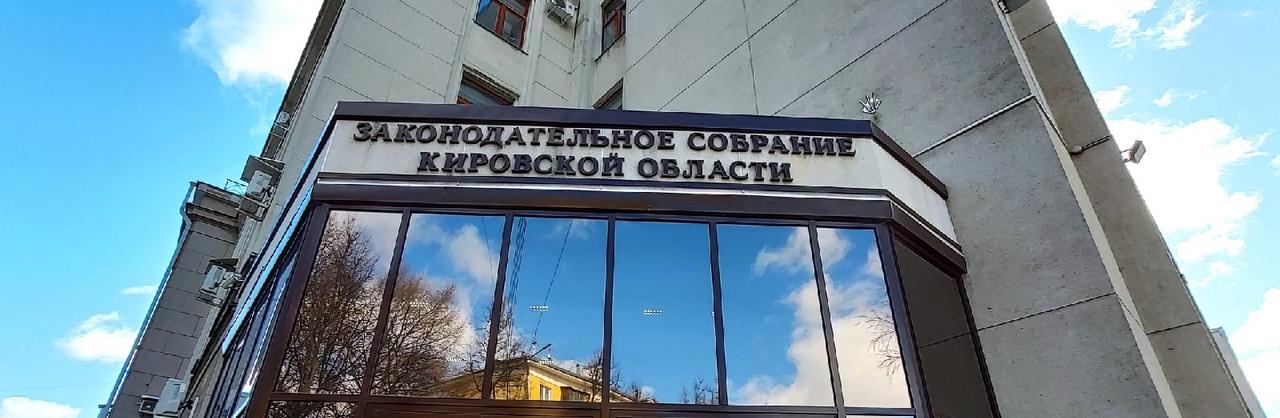 ЗАКОНОДАТЕЛЬНОЕ СОБРАНИЕ
КИРОВСКОЙ ОБЛАСТИ